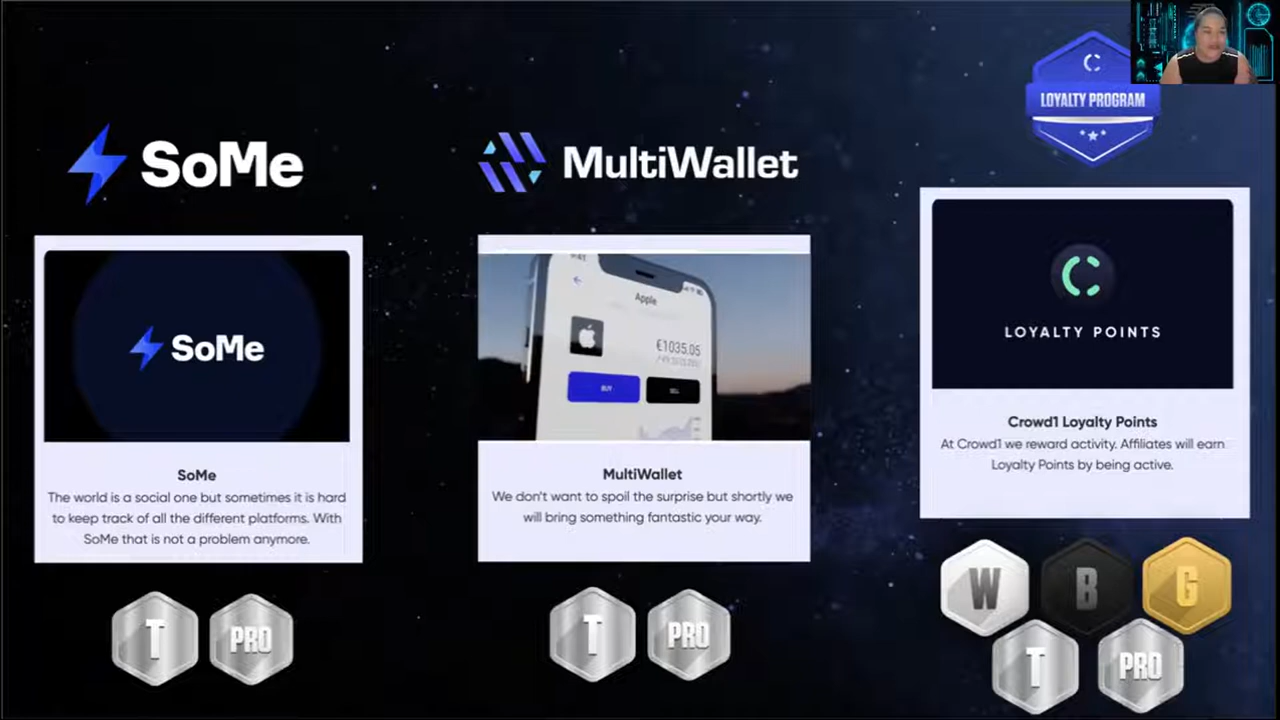 SoMe
SoMe
SoMe
The world is a social one but sometimes it is hard
to keep track of all the different platforms. With
SoMe that is not a problem anymore.
T
PRO
MultiWallet
Apple
€1035.05
BUY
SELL
MultiWallet
We don't want to spoil the surprise but shortly we
will bring something fantastic your way.
T
PRO
LOYALTY PROGRAM
LOYALTY POINTS
Crowd1 Loyalty Points
At Crowd1 we reward activity. Affiliates will earn
Loyalty Points by being active.
W
B
G
T
PRO